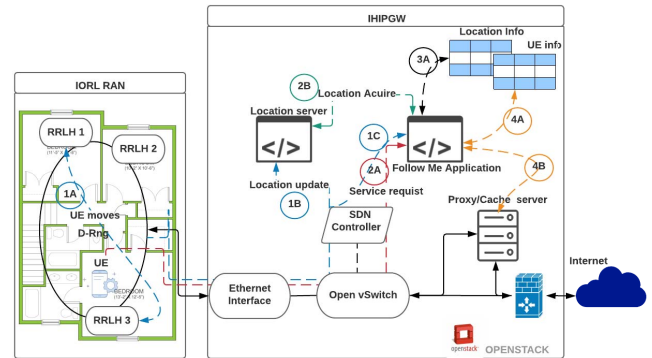 IHIPGW
Location Info
UE info
3A
IORL RAN
2B
Location Acuire
Location server
4A
RRLH 1
RRLH 2
1C
</>
</>
Follow Me Application
2A
4B
1A
Location update
1B
Service requist
Proxy/Cache server
UE moves
D-Rng
SDN
Controller
UE
Internet
BEDROOM
Ethernet
Interface
Open vSwitch
RRLH 3
openstack
OPENSTACK